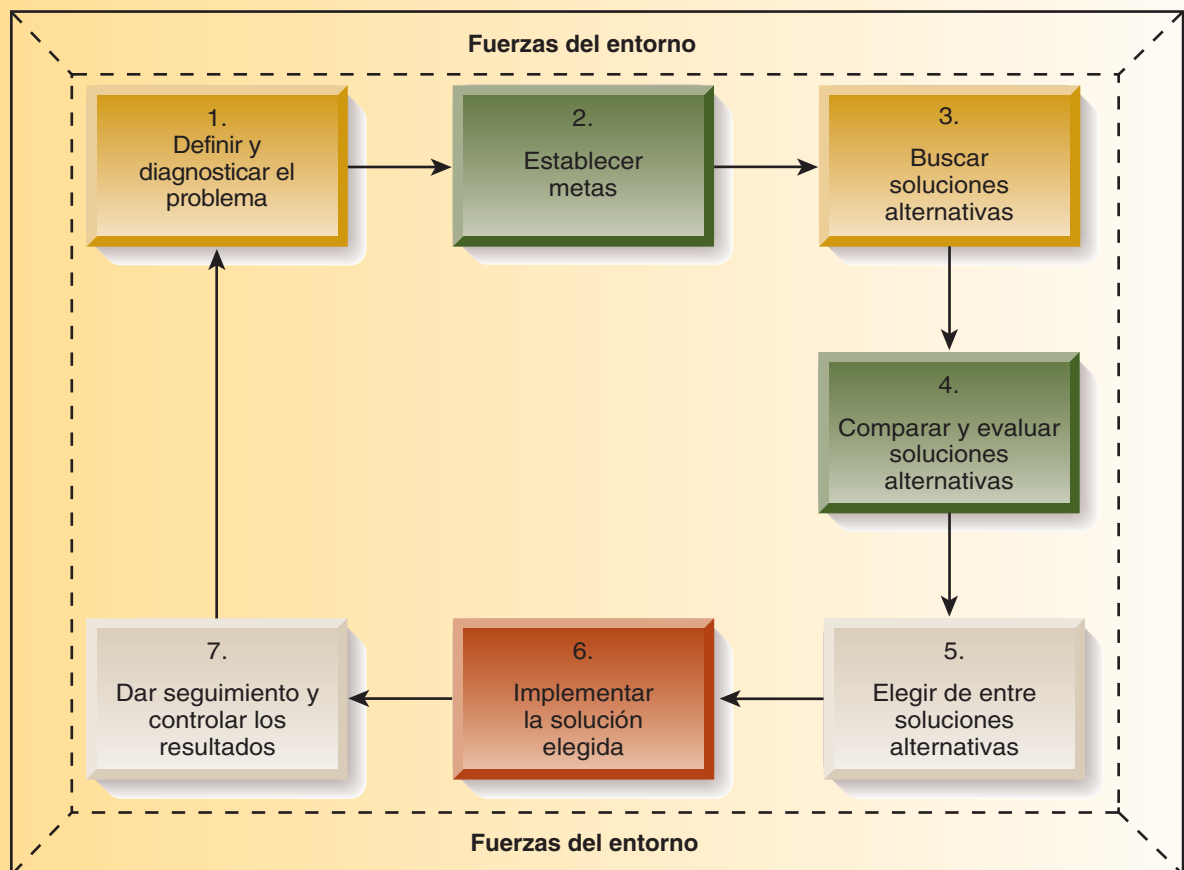 Fuerzas del entorno
1.
Definir y
diagnosticar el
problema
2.
Establecer
metas
3.
Buscar
soluciones
alternativas
4.
Comparar y evaluar
soluciones
alternativas
5.
Elegir de entre
soluciones
alternativas
6.
Implementar
la solución
elegida
7.
Dar seguimiento y
controlar los
resultados
Fuerzas del entorno